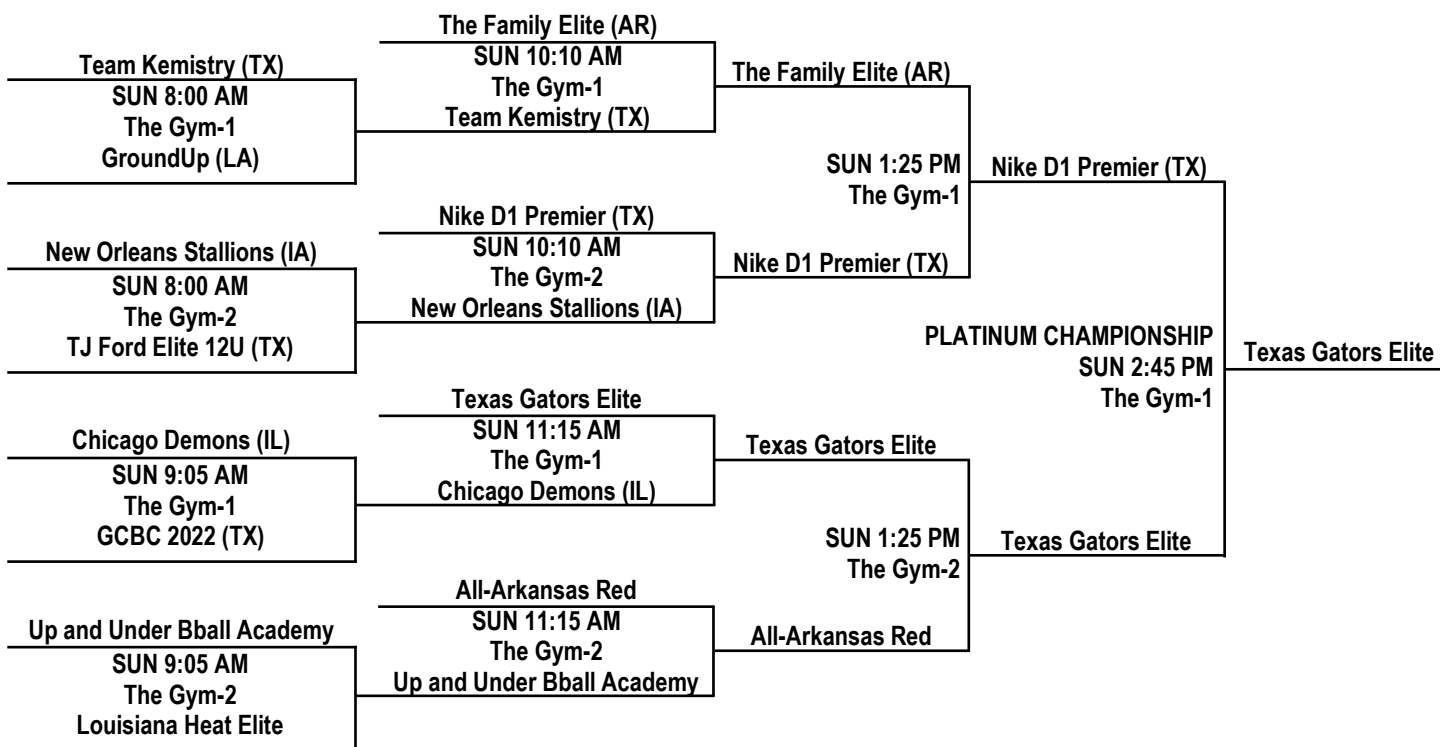 The Family Elite (AR)
Team Kemistry (TX)
SUN 10:10 AM
The Gym-1
The Family Elite (AR)
SUN 8:00 AM
The Gym-1
Team Kemistry (TX)
GroundUp (LA)
SUN 1:25 PM
The Gym-1
Nike D1 Premier (TX)
Nike D1 Premier (TX)
New Orleans Stallions (IA)
SUN 10:10 AM
The Gym-2
Nike D1 Premier (TX)
SUN 8:00 AM
The Gym-2
New Orleans Stallions (IA)
TJ Ford Elite 12U (TX)
PLATINUM CHAMPIONSHIP
SUN 2:45 PM
The Gym-1
Texas Gators Elite
Texas Gators Elite
Chicago Demons (IL)
SUN 11:15 AM
The Gym-1
Texas Gators Elite
SUN 9:05 AM
The Gym-1
Chicago Demons (IL)
GCBC 2022 (TX)
SUN 1:25 PM
The Gym-2
Texas Gators Elite
All-Arkansas Red
Up and Under Bball Academy
SUN 11:15 AM
The Gym-2
All-Arkansas Red
SUN 9:05 AM
The Gym-2
Up and Under Bball Academy
Louisiana Heat Elite